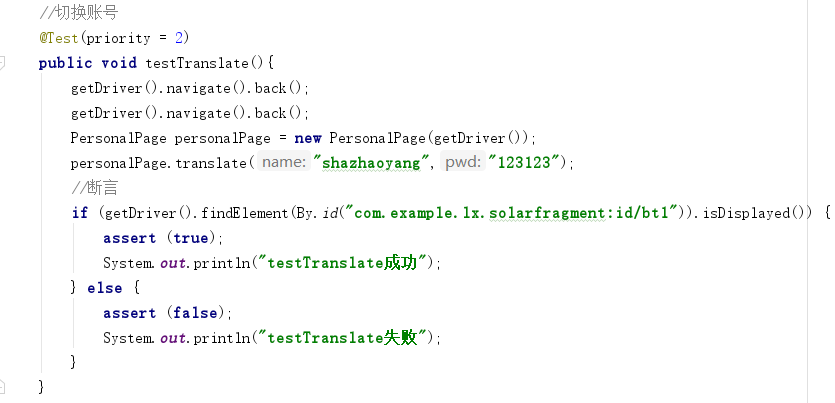 //切换账号
@Test(priority = 2)
public void testTranslate(){
getDriver().navigate().back();
getDriver().navigate().back();
PersonalPage personalPage = new PersonalPage(getDriver());
personalPage.translate( name: "shazhaoyang", pwd: "123123");
//断言
if (getDriver().findElement(By.id("com.example.lx.solarfragment:id/bt1")).isDisplayed()) {
assert (true);
System.out.println("testTranslate成功");
} else {
assert (false);
System.out.println("testTranslate失败");
}
}